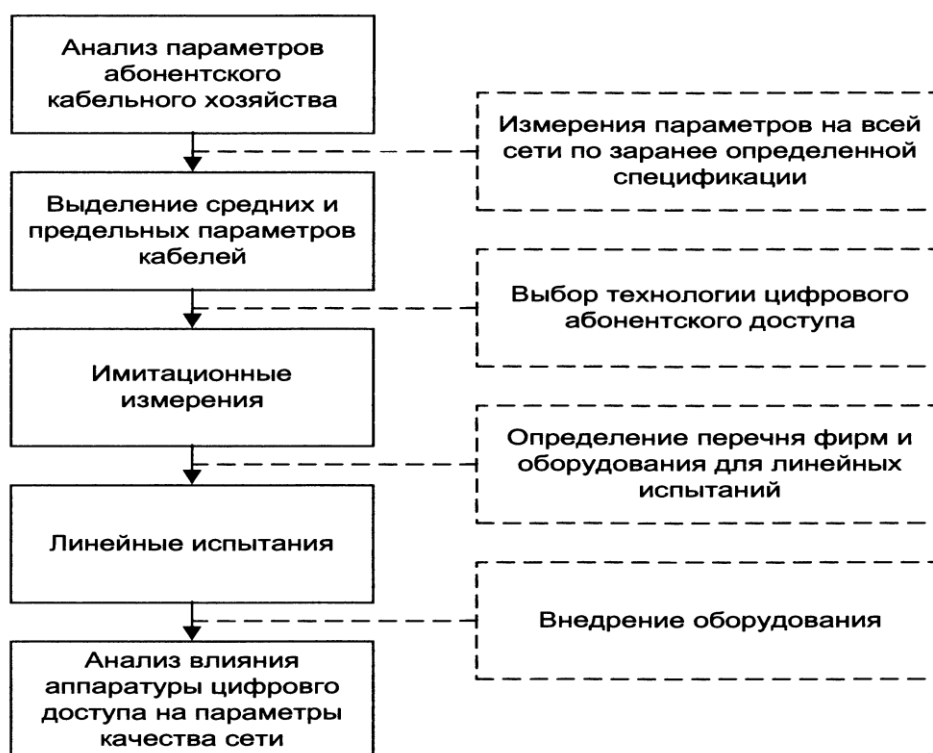 Анализ параметров
абонентского
кабельного хозяйства
Измерения параметров на всей
сети по заранее определенной
спецификации
Выделение средних и
предельных параметров
кабелей
Выбор технологии цифрового
абонентского доступа
Имитационные
измерения
Определение перечня фирм и
оборудования для линейных
испытаний
Линейные испытания
Внедрение оборудования
Анализ влияния
аппаратуры цифровго
доступа на параметры
качества сети